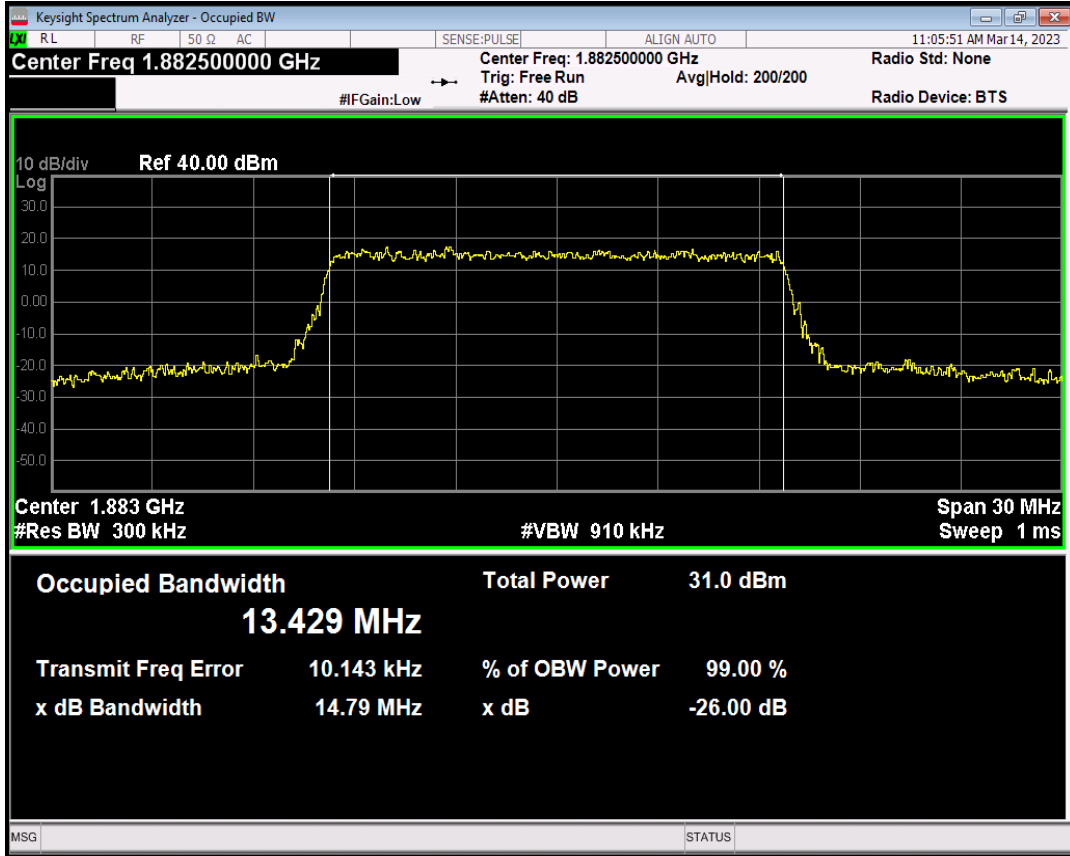 Keysight Spectrum Analyzer - Occupied BW
LXI RL RF 50 Ω AC SENSE:PULSE ALIGN AUTO 11:05:51 AM Mar 14, 2023
Center Freq 1.882500000 GHz
Center Freq: 1.882500000 GHz Radio Std: None
Trig: Free Run Avg|Hold: 200/200
#IFGain:Low #Atten: 40 dB Radio Device: BTS
10 dB/div Ref 40.00 dBm
Log
30.0
20.0
10.0
0.00
-10.0
-20.0
-30.0
-40.0
-50.0
Center 1.883 GHz Span 30 MHz
#Res BW 300 kHz #VBW 910 kHz Sweep 1 ms
Occupied Bandwidth Total Power 31.0 dBm
13.429 MHz
Transmit Freq Error 10.143 kHz % of OBW Power 99.00 %
x dB Bandwidth 14.79 MHz x dB -26.00 dB
MSG STATUS